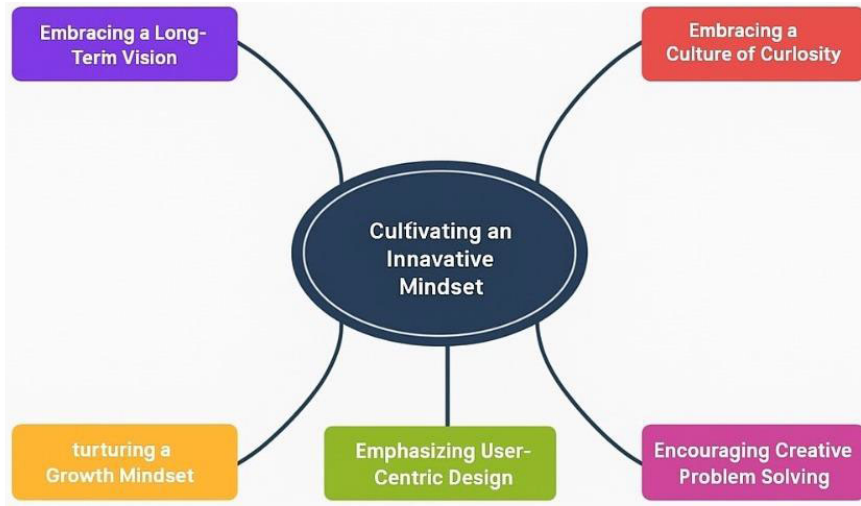 Embracing a Long-
Term Vision
Embracing a
Culture of Curlosity
Cultivating an
Innavative
Mindset
turturing a
Growth Mindset
Emphasizing User-
Centric Design
Encouraging Creative
Problem Solving